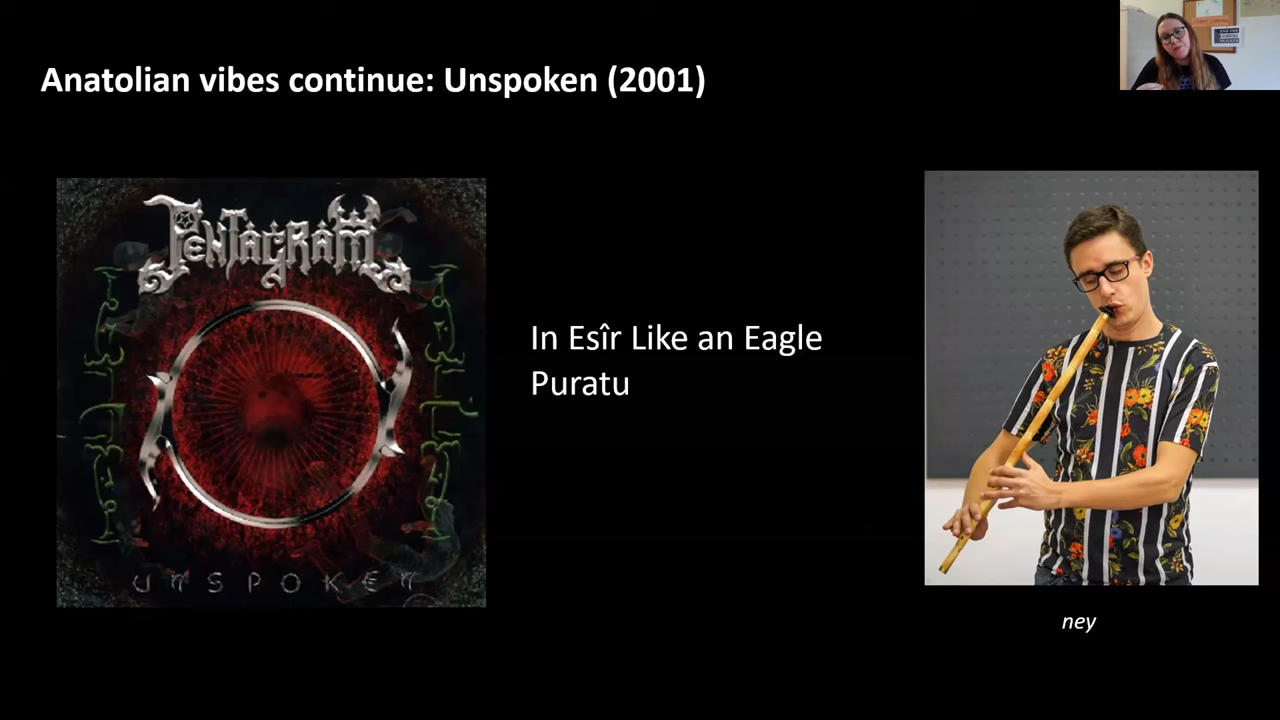 Anatolian vibes continue: Unspoken (2001)
PENTAGRAM
UNSPOKEN
In Esîr Like an Eagle
Puratu
ney